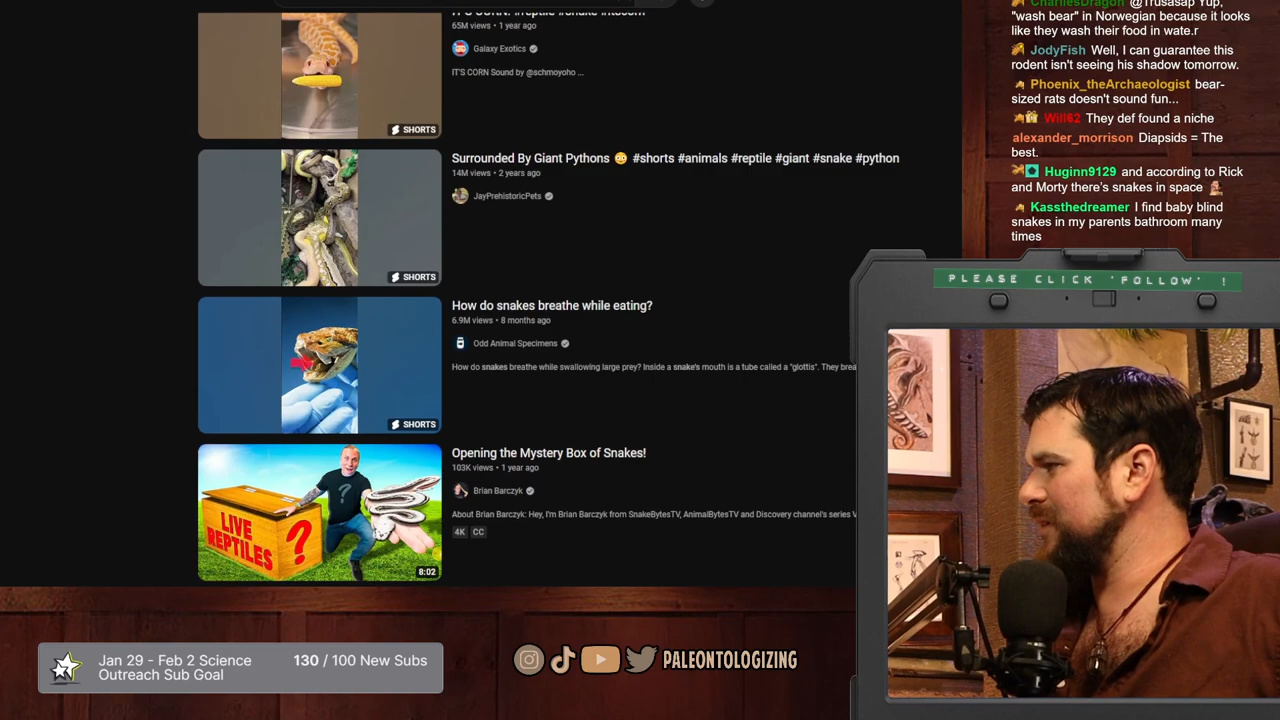 IT'S CORN! #reptile #snake #itscorn
65M views • 1 year ago
Galaxy Exotics
IT'S CORN Sound by @schmoyoho ...
SHORTS
Surrounded By Giant Pythons 😳 #shorts #animals #reptile #giant #snake #python
14M views • 2 years ago
JayPrehistoricPets
SHORTS
How do snakes breathe while eating?
6.9M views • 8 months ago
Odd Animal Specimens
How do snakes breathe while swallowing large prey? Inside a snake's mouth is a tube called a "glottis". They brea
SHORTS
Opening the Mystery Box of Snakes!
103K views • 1 year ago
Brian Barczyk
About Brian Barczyk: Hey, I'm Brian Barczyk from SnakeBytesTV, AnimalBytesTV and Discovery channel's series V
4K CC
LIVE
REPTILES
?
?
8:02
CharliesDragon @Trusasap Yup,
"wash bear" in Norwegian because it looks
like they wash their food in wate.r
JodyFish Well, I can guarantee this
rodent isn't seeing his shadow tomorrow.
Phoenix_theArchaeologist bear-
sized rats doesn't sound fun...
Will62 They def found a niche
alexander_morrison Diapsids = The
best.
Huginn9129 and according to Rick
and Morty there's snakes in space
Kassthedreamer I find baby blind
snakes in my parents bathroom many
times
PLEASE CLICK 'FOLLOW' !
Jan 29 - Feb 2 Science
Outreach Sub Goal
130 / 100 New Subs
PALEONTOLOGIZING